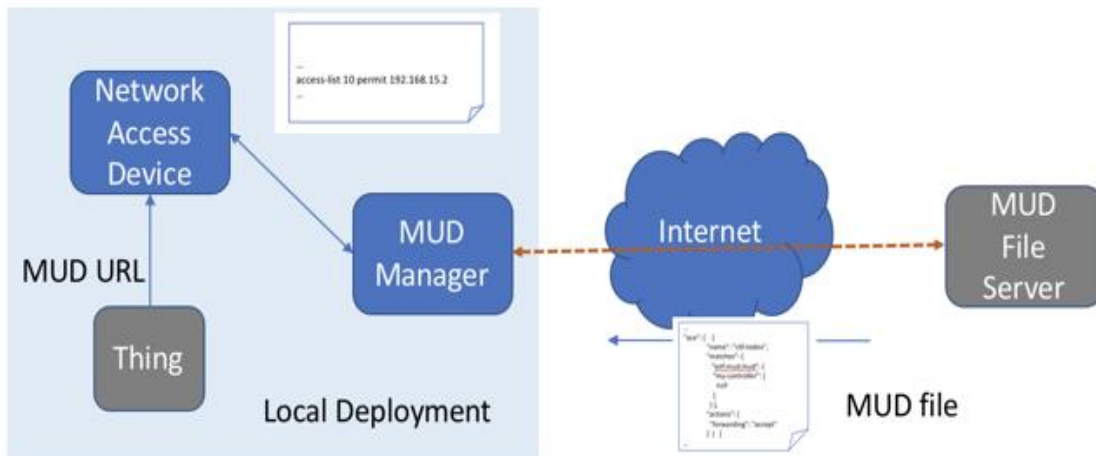 ...
access-list 10 permit 192.168.15.2
...
Network
Access
Device
MUD
Manager
Internet
MUD
File
Server
MUD URL
Thing
Local Deployment
MUD file
...
"ace": [ {
"name": "cl0-todev",
"matches": {
"ietf-mud:mud": {
"my-controller": [
null
]
} },
"actions": {
"forwarding": "accept"
} } [
...